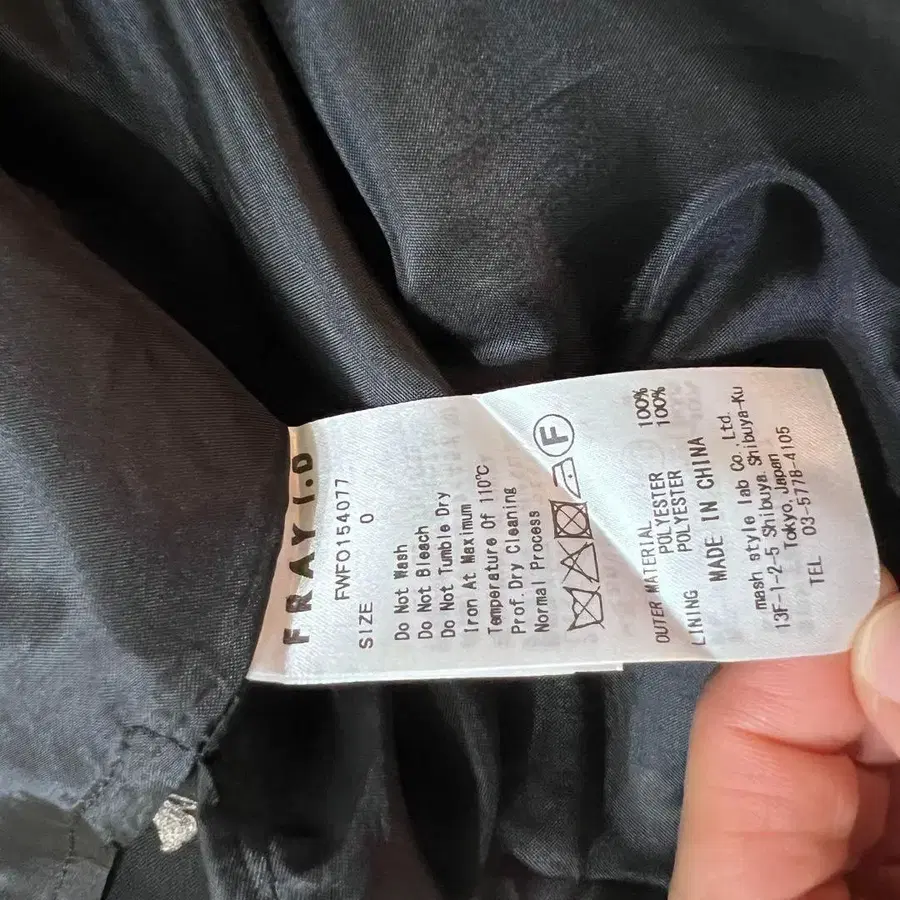 FRAY I.D
FWFO154077
SIZE 0
Do Not Wash
Do Not Bleach
Do Not Tumble Dry
Iron At Maximum
Temperature Of 110℃
Prof.Dry Cleaning
Normal Process
F
OUTER MATERIAL
POLYESTER 100%
POLYESTER 100%
LINING
MADE IN CHINA
mash style lab Co., Ltd.
13F-1-2-5 Shibuya. Shibuya-Ku
Tokyo, Japan
TEL 03-5778-4105